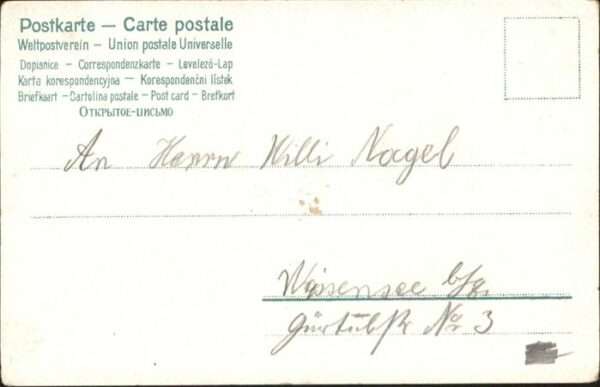 Postkarte — Carte postale
Weltpostverein — Union postale Universelle
Dopisnice — Correspondenzkarte — Levelező-Lap
Karta korespondencyjna — Korespondenční lístek
Briefkaart — Cartolina postale — Post card — Brefkort
Открытое-письмо
An Herrn Willi Nagel
Weissensee
No 3